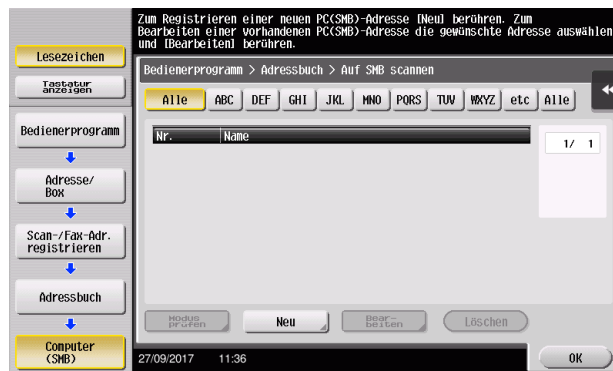 Zum Registrieren einer neuen PC(SMB)-Adresse [Neu] berühren. Zum
Bearbeiten einer vorhandenen PC(SMB)-Adresse die gewünschte Adresse auswählen
und [Bearbeiten] berühren.
Lesezeichen
Tastatur
anzeigen
Bedienerprogramm
Adresse/
Box
Scan-/Fax-Adr.
registrieren
Adressbuch
Computer
(SMB)
Bedienerprogramm > Adressbuch > Auf SMB scannen
Alle ABC DEF GHI JKL MNO PQRS TUV WXYZ etc Alle
Nr. Name
1/ 1
Modus
prüfen
Neu
Bear-
beiten
Löschen
27/09/2017 11:36
OK